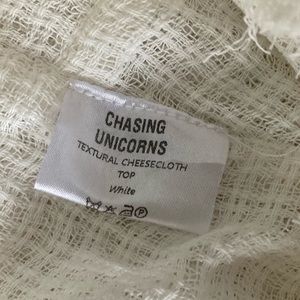 CHASING
UNICORNS
TEXTURAL CHEESECLOTH
TOP
White